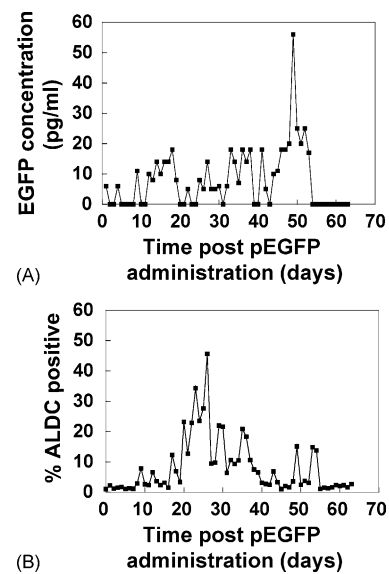 60
50
40
30
20
10
0
EGFP concentration
(pg/ml)
0 10 20 30 40 50 60 70
Time post pEGFP
administration (days)
(A)
60
50
40
30
20
10
0
% ALDC positive
0 10 20 30 40 50 60 70
Time post pEGFP
administration (days)
(B)